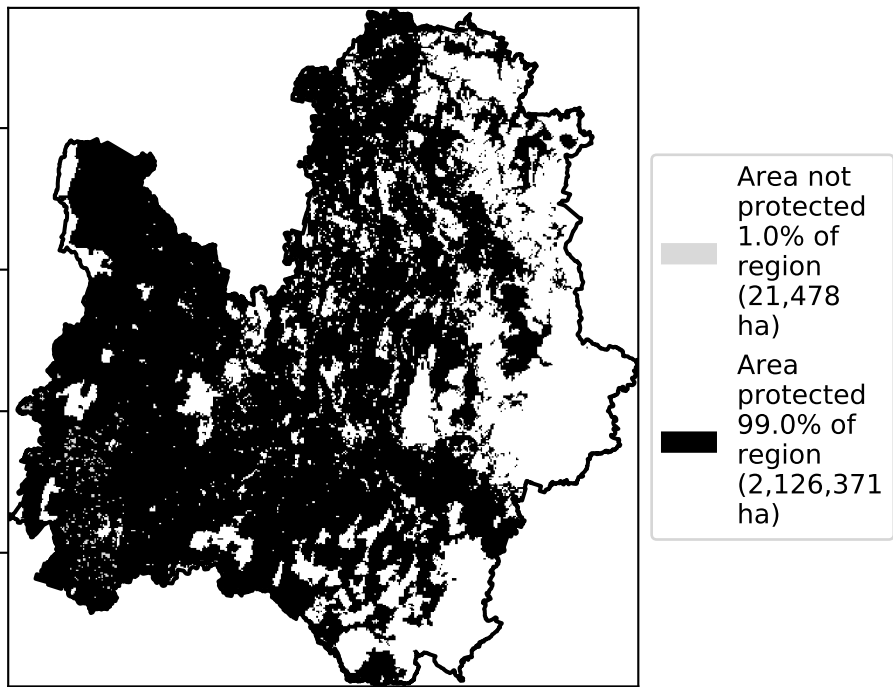 Area not
protected
1.0% of
region
(21,478
ha)
Area
protected
99.0% of
region
(2,126,371
ha)